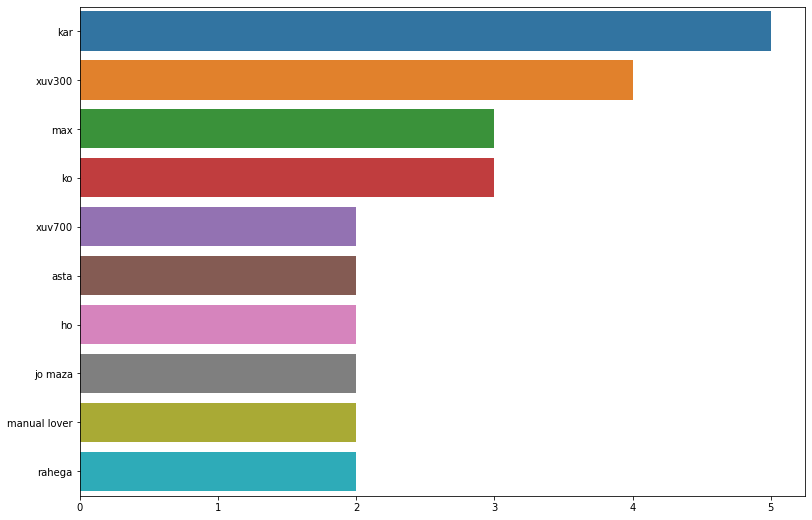 kar
xuv300
max
ko
xuv700
asta
ho
jo maza
manual lover
rahega
0 1 2 3 4 5